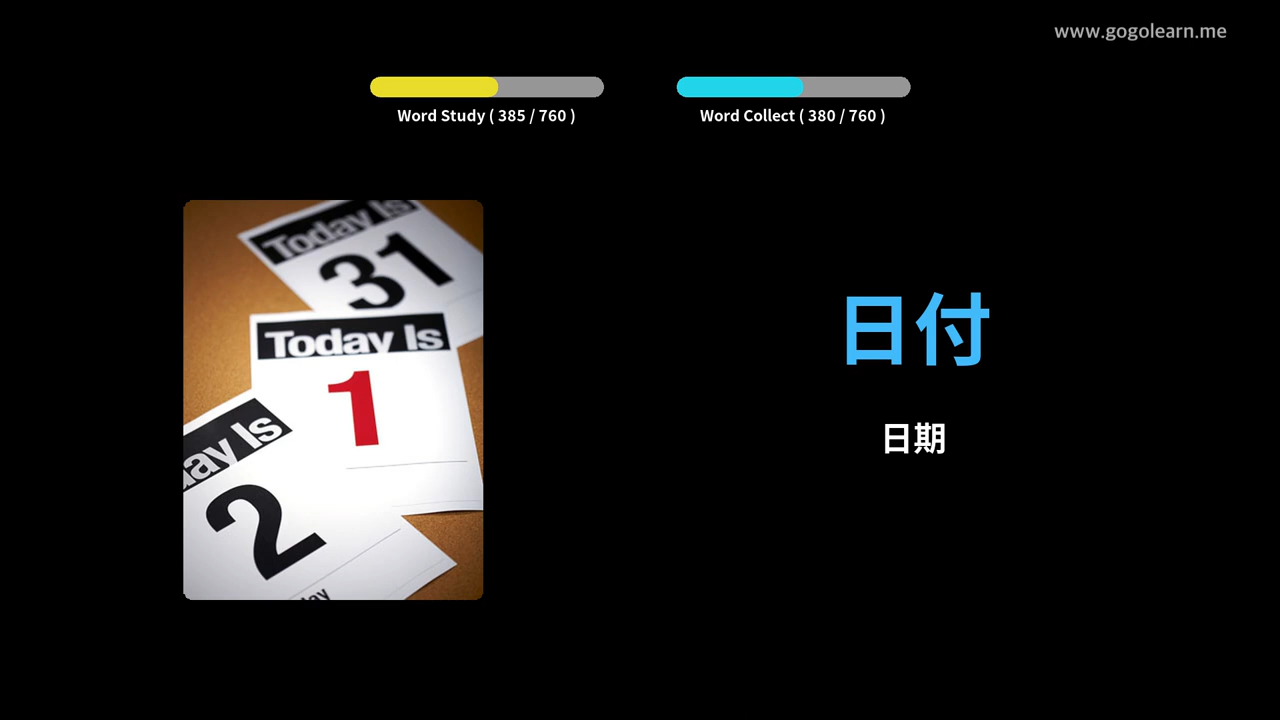 www.gogolearn.me
Word Study ( 385 / 760 )
Word Collect ( 380 / 760 )
Today Is
31
Today Is
1
ay Is
2
日付
日期